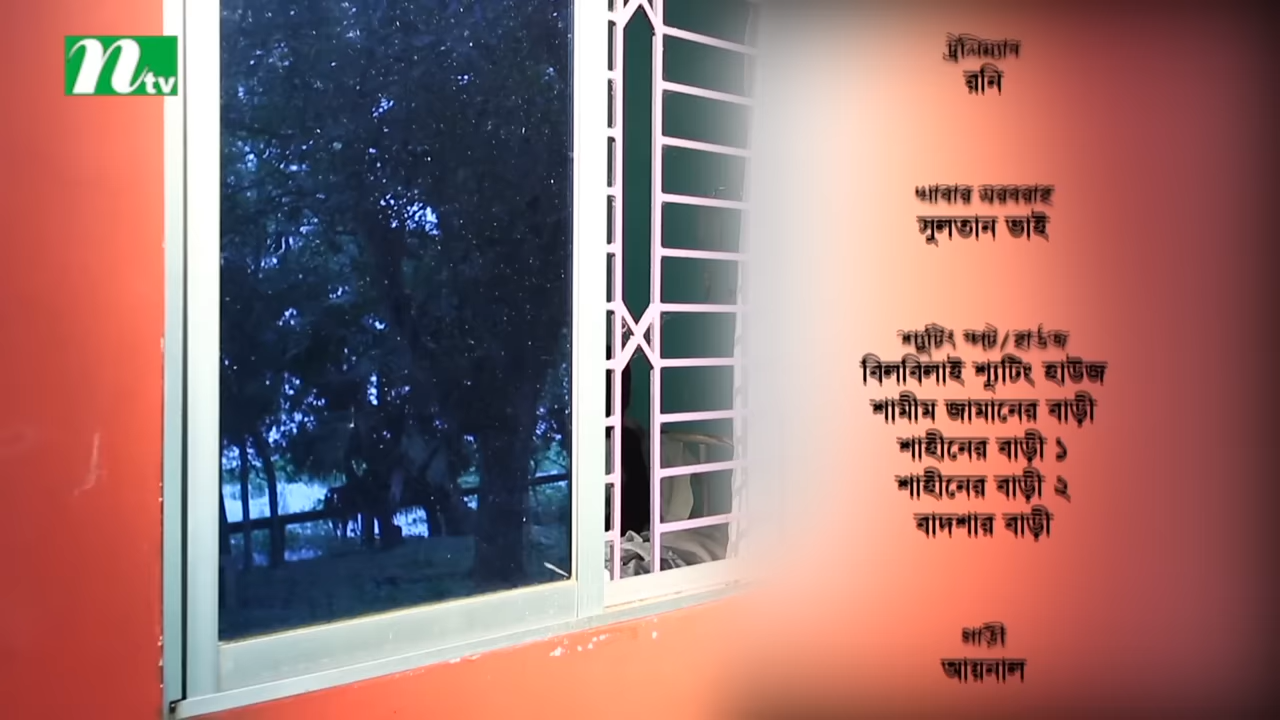 ntv
ট্রলিম্যান
রনি
খাবার সরবরাহ
সুলতান ভাই
শ্যুটিং স্পট/হাউজ
বিলবিলাই শ্যুটিং হাউজ
শামীম জামানের বাড়ী
শাহীনের বাড়ী ১
শাহীনের বাড়ী ২
বাদশার বাড়ী
গাড়ী
আয়নাল